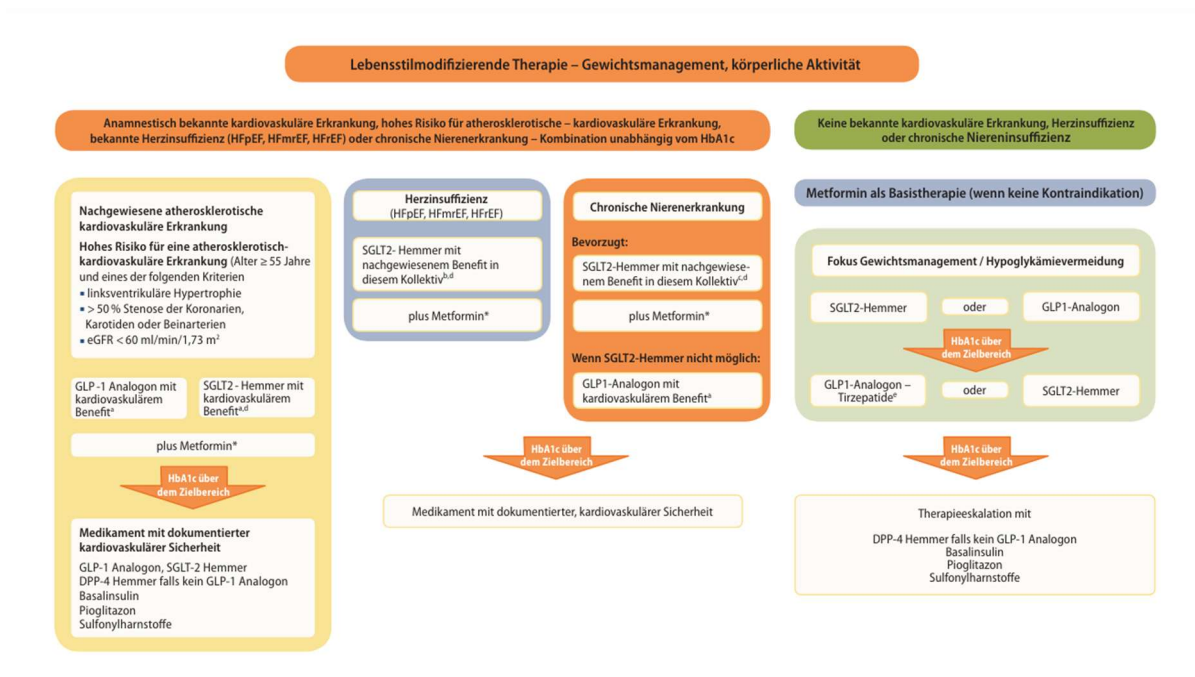 Lebensstilmodifizierende Therapie – Gewichtsmanagement, körperliche Aktivität
Anamnestisch bekannte kardiovaskuläre Erkrankung, hohes Risiko für atherosklerotische – kardiovaskuläre Erkrankung,
bekannte Herzinsuffizienz (HFpEF, HFmrEF, HFrEF) oder chronische Nierenerkrankung – Kombination unabhängig vom HbA1c
Nachgewiesene atherosklerotische
kardiovaskuläre Erkrankung
Hohes Risiko für eine atherosklerotisch-
kardiovaskuläre Erkrankung (Alter ≥ 55 Jahre
und eines der folgenden Kriterien
▪ linksventrikuläre Hypertrophie
▪ > 50 % Stenose der Koronarien,
Karotiden oder Beinarterien
▪ eGFR < 60 ml/min/1,73 m²
GLP -1 Analogon mit
kardiovaskulärem
Benefitᵃ
SGLT2 - Hemmer mit
kardiovaskulärem
Benefitᵃ,ᵈ
plus Metformin*
HbA1c über
dem Zielbereich
Medikament mit dokumentierter
kardiovaskulärer Sicherheit
GLP-1 Analogon, SGLT-2 Hemmer
DPP-4 Hemmer falls kein GLP-1 Analogon
Basalinsulin
Pioglitazon
Sulfonylharnstoffe
Herzinsuffizienz
(HFpEF, HFmrEF, HFrEF)
SGLT2- Hemmer mit
nachgewiesenem Benefit in
diesem Kollektivᵇ,ᵈ
plus Metformin*
Chronische Nierenerkrankung
Bevorzugt:
SGLT2-Hemmer mit nachgewiese-
nem Benefit in diesem Kollektivᶜ,ᵈ
plus Metformin*
Wenn SGLT2-Hemmer nicht möglich:
GLP1-Analogon mit
kardiovaskulärem Benefitᵃ
HbA1c über
dem Zielbereich
Medikament mit dokumentierter, kardiovaskulärer Sicherheit
Keine bekannte kardiovaskuläre Erkrankung, Herzinsuffizienz
oder chronische Niereninsuffizienz
Metformin als Basistherapie (wenn keine Kontraindikation)
Fokus Gewichtsmanagement / Hypoglykämievermeidung
SGLT2-Hemmer
oder
GLP1-Analogon
HbA1c über
dem Zielbereich
GLP1-Analogon –
Tirzepatideᵉ
oder
SGLT2-Hemmer
HbA1c über
dem Zielbereich
Therapieeskalation mit
DPP-4 Hemmer falls kein GLP-1 Analogon
Basalinsulin
Pioglitazon
Sulfonylharnstoffe